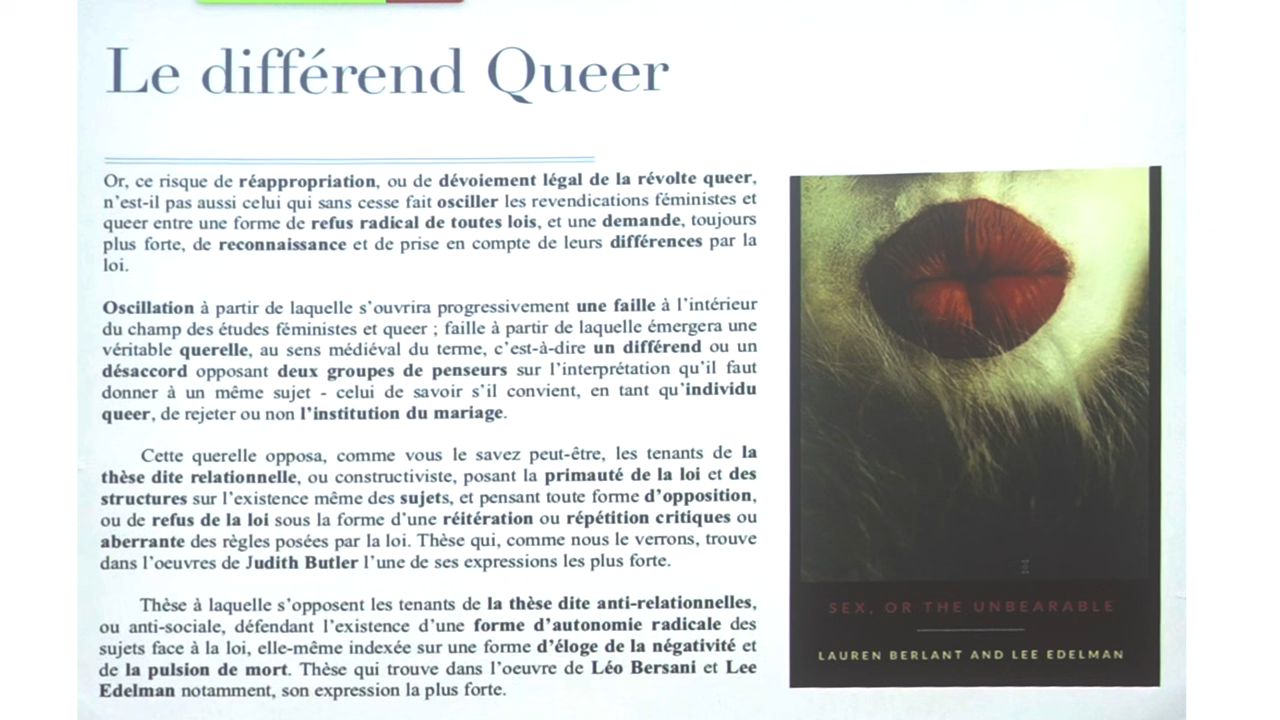 Le différend Queer
Or, ce risque de réappropriation, ou de dévoiement légal de la révolte queer,
n'est-il pas aussi celui qui sans cesse fait osciller les revendications féministes et
queer entre une forme de refus radical de toutes lois, et une demande, toujours
plus forte, de reconnaissance et de prise en compte de leurs différences par la
loi.
Oscillation à partir de laquelle s'ouvrira progressivement une faille à l'intérieur
du champ des études féministes et queer ; faille à partir de laquelle émergera une
véritable querelle, au sens médiéval du terme, c'est-à-dire un différend ou un
désaccord opposant deux groupes de penseurs sur l'interprétation qu'il faut
donner à un même sujet - celui de savoir s'il convient, en tant qu'individu
queer, de rejeter ou non l'institution du mariage.
Cette querelle opposa, comme vous le savez peut-être, les tenants de la
thèse dite relationnelle, ou constructiviste, posant la primauté de la loi et des
structures sur l'existence même des sujets, et pensant toute forme d'opposition,
ou de refus de la loi sous la forme d'une réitération ou répétition critiques ou
aberrante des règles posées par la loi. Thèse qui, comme nous le verrons, trouve
dans l'oeuvres de Judith Butler l'une de ses expressions les plus forte.
Thèse à laquelle s'opposent les tenants de la thèse dite anti-relationnelles,
ou anti-sociale, défendant l'existence d'une forme d'autonomie radicale des
sujets face à la loi, elle-même indexée sur une forme d'éloge de la négativité et
de la pulsion de mort. Thèse qui trouve dans l'oeuvre de Léo Bersani et Lee
Edelman notamment, son expression la plus forte.
SEX, OR THE UNBEARABLE
LAUREN BERLANT AND LEE EDELMAN